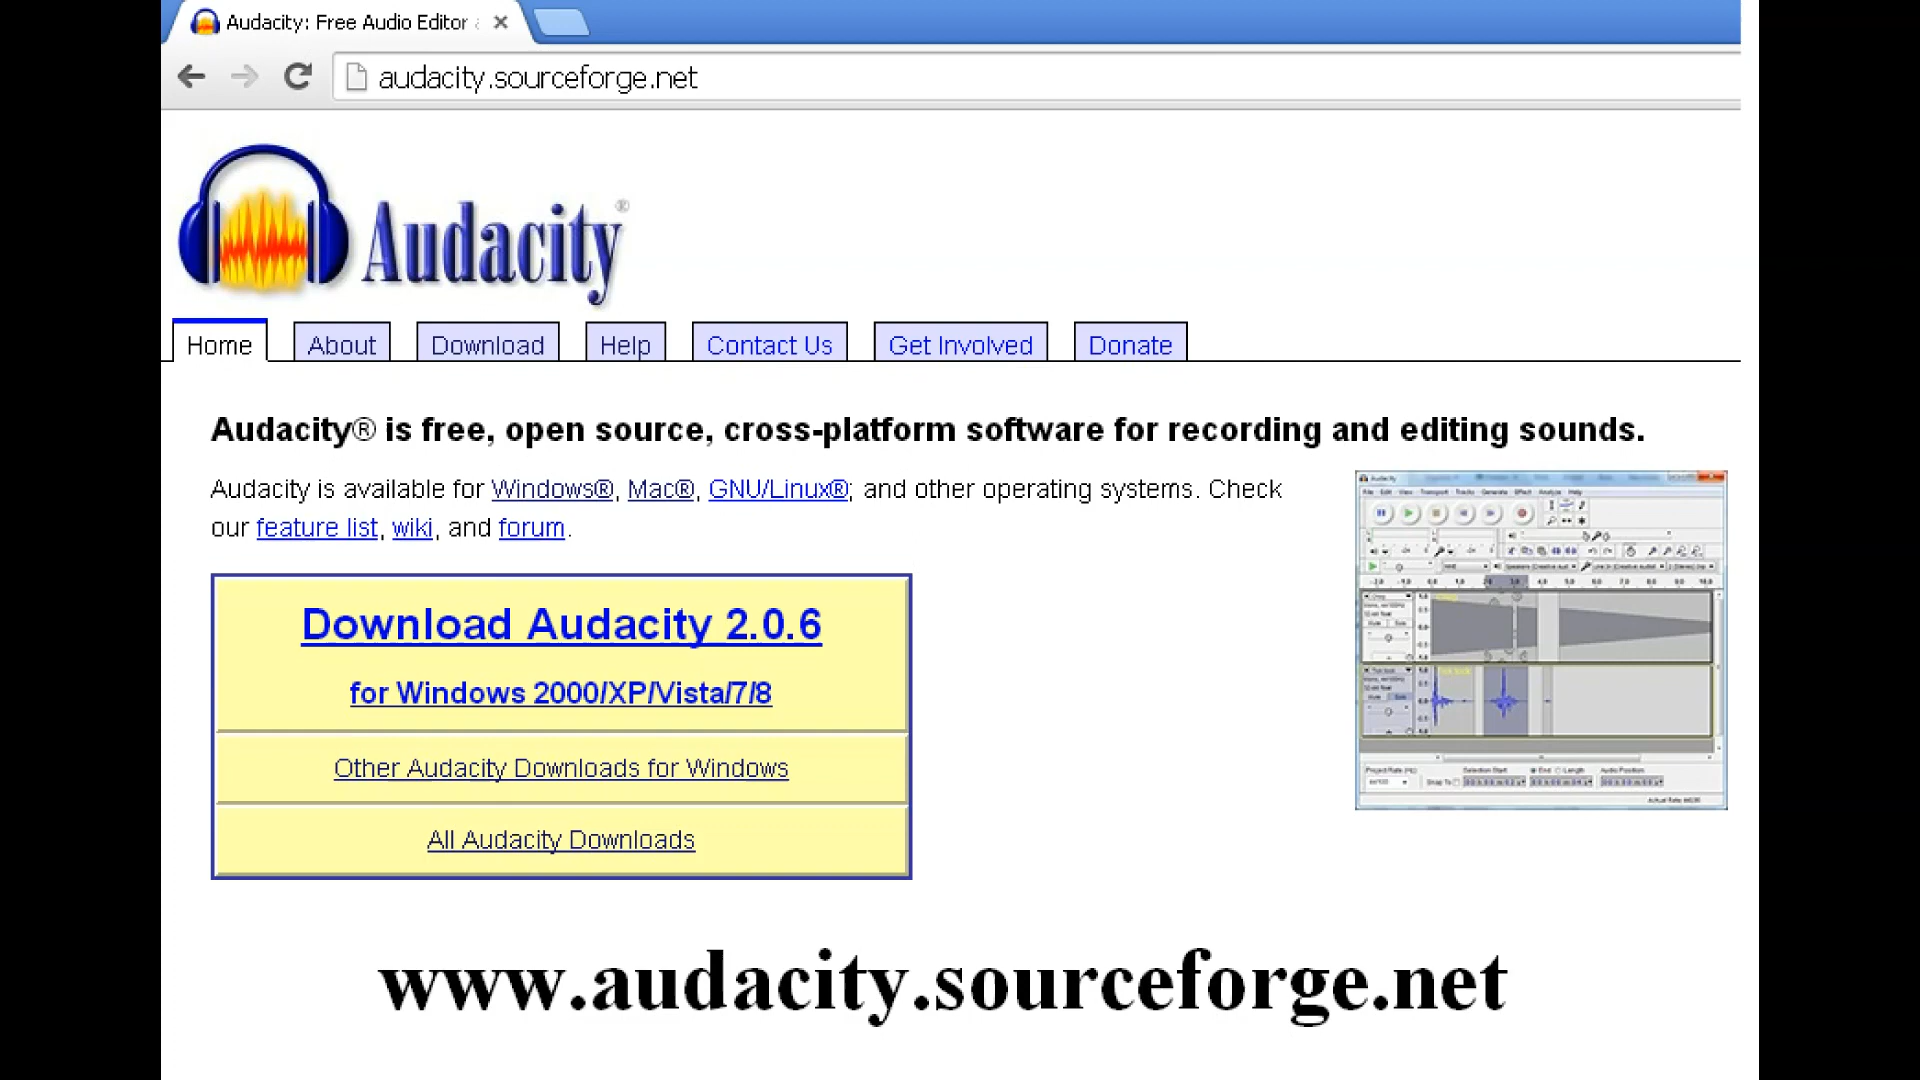 Audacity: Free Audio Editor
audacity.sourceforge.net
Audacity®
Home About Download Help Contact Us Get Involved Donate
Audacity® is free, open source, cross-platform software for recording and editing sounds.
Audacity is available for Windows®, Mac®, GNU/Linux®; and other operating systems. Check
our feature list, wiki, and forum.
Download Audacity 2.0.6
for Windows 2000/XP/Vista/7/8
Other Audacity Downloads for Windows
All Audacity Downloads
www.audacity.sourceforge.net